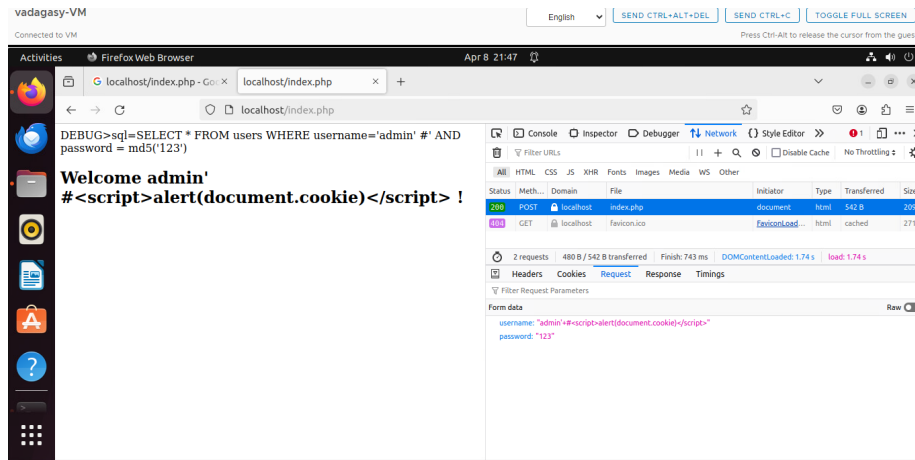 vadagasy-VM
English
SEND CTRL+ALT+DEL
SEND CTRL+C
TOGGLE FULL SCREEN
Connected to VM
Press Ctrl-Alt to release the cursor from the gues
Activities
Firefox Web Browser
Apr 8 21:47
localhost/index.php - Goo
localhost/index.php
localhost/index.php
DEBUG>sql=SELECT * FROM users WHERE username='admin' #' AND
password = md5('123')
Welcome admin'
#<script>alert(document.cookie)</script> !
Console
Inspector
Debugger
Network
Style Editor
1
Filter URLs
Disable Cache
No Throttling
All HTML CSS JS XHR Fonts Images Media WS Other
Status Meth... Domain File Initiator Type Transferred Size
200 POST localhost index.php document html 542 B 209
404 GET localhost favicon.ico FaviconLoad... html cached 271
2 requests
480 B / 542 B transferred
Finish: 743 ms
DOMContentLoaded: 1.74 s
load: 1.74 s
Headers Cookies Request Response Timings
Filter Request Parameters
Form data
Raw
username: "admin'+#<script>alert(document.cookie)</script>"
password: "123"